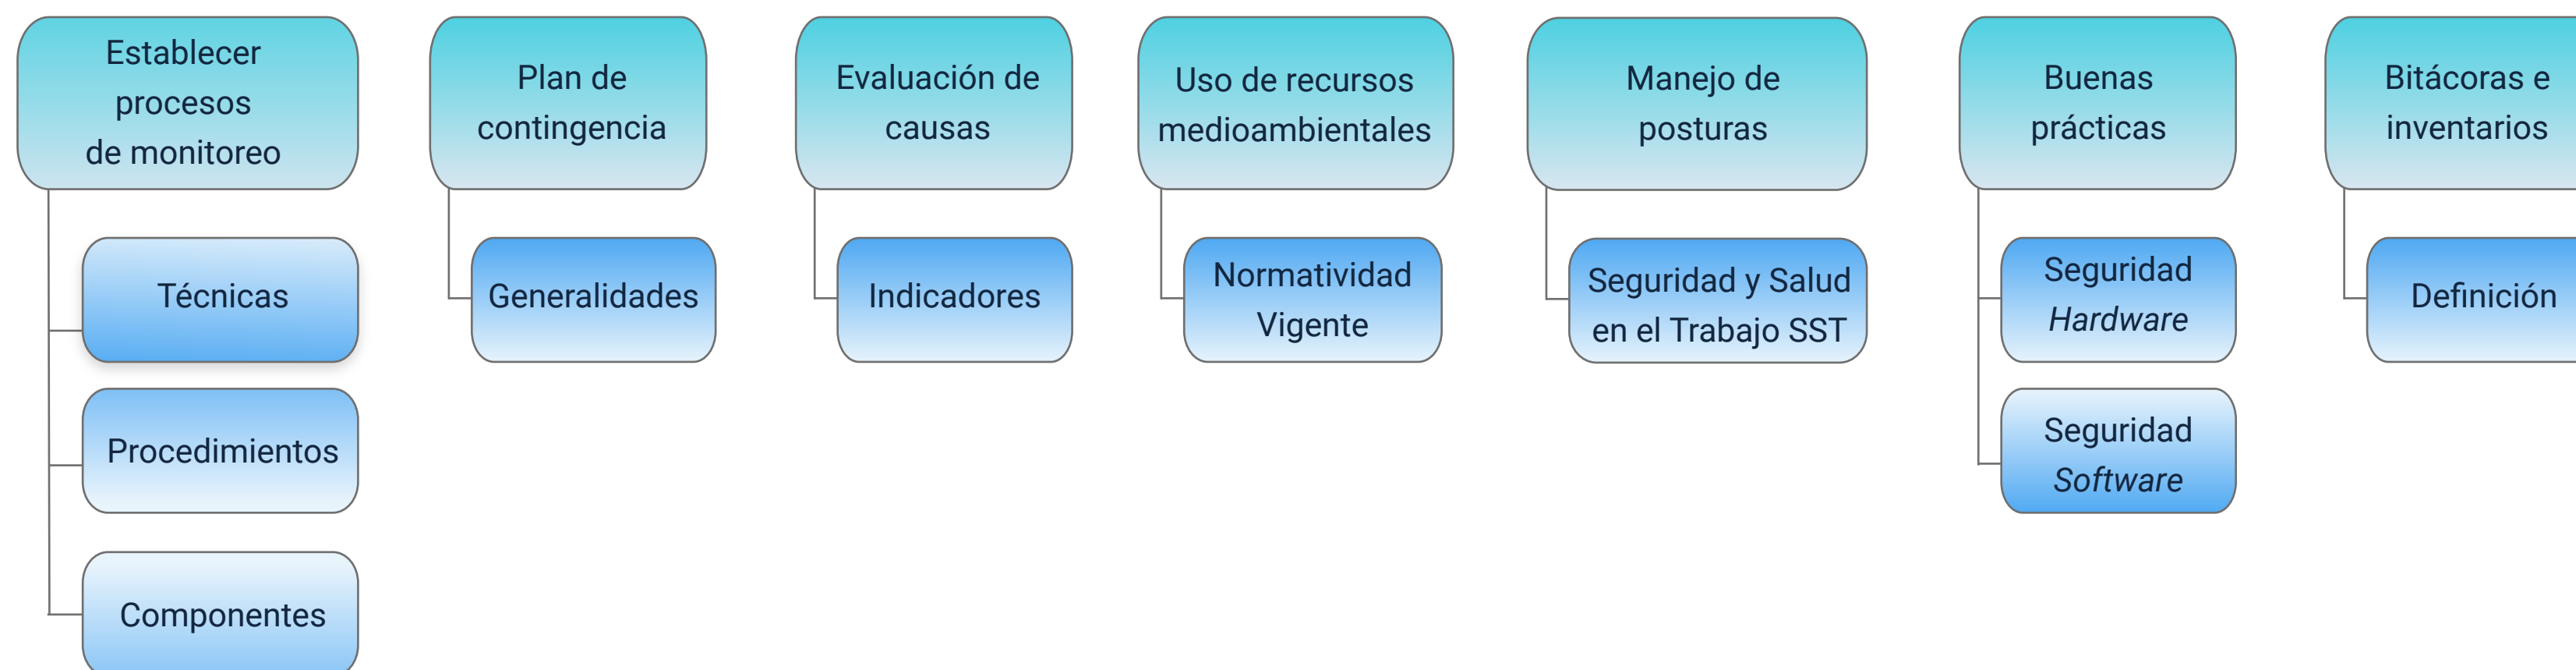 Establecer
procesos
de monitoreo
Técnicas
Procedimientos
Componentes
Plan de
contingencia
Generalidades
Evaluación de
causas
Indicadores
Uso de recursos
medioambientales
Normatividad
Vigente
Manejo de
posturas
Seguridad y Salud
en el Trabajo SST
Buenas
prácticas
Seguridad
Hardware
Seguridad
Software
Bitácoras e
inventarios
Definición